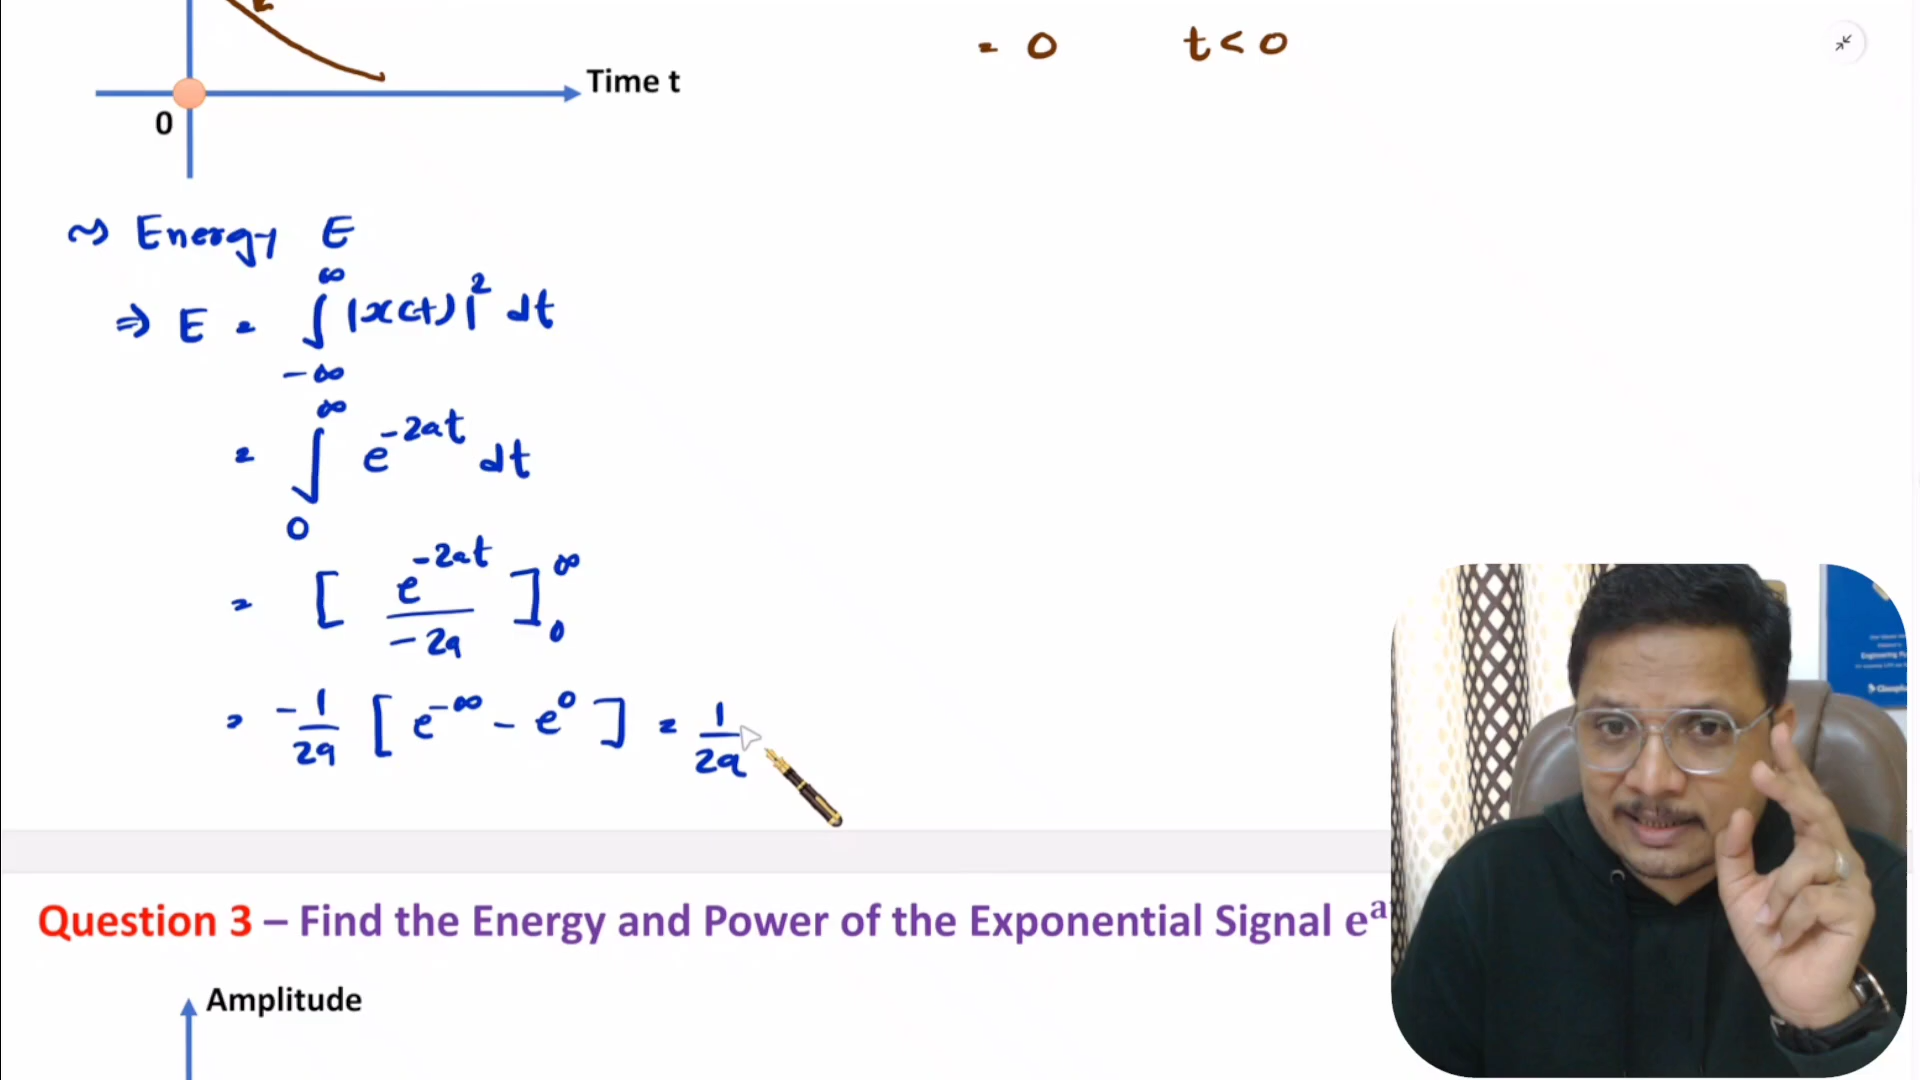 = 0 t < 0
Time t
0
~> Energy E
⇒ E = ∫_{-∞}^{∞} |x(t)|² dt
= ∫_{0}^{∞} e^{-2at} dt
= [ e^{-2at} / -2a ]_{0}^{∞}
= -1/2a [ e^{-∞} - e^{0} ] = 1/2a
Question 3 – Find the Energy and Power of the Exponential Signal e^a
Amplitude